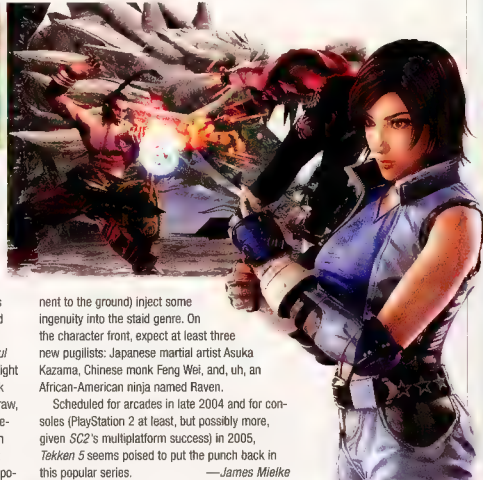 s
d
ul
ight
k
raw,
e-
n
po-
nent to the ground) inject some
ingenuity into the staid genre. On
the character front, expect at least three
new pugilists: Japanese martial artist Asuka
Kazama, Chinese monk Feng Wei, and, uh, an
African-American ninja named Raven.
Scheduled for arcades in late 2004 and for con-
soles (PlayStation 2 at least, but possibly more,
given SC2's multiplatform success) in 2005,
Tekken 5 seems poised to put the punch back in
this popular series. —James Mielke